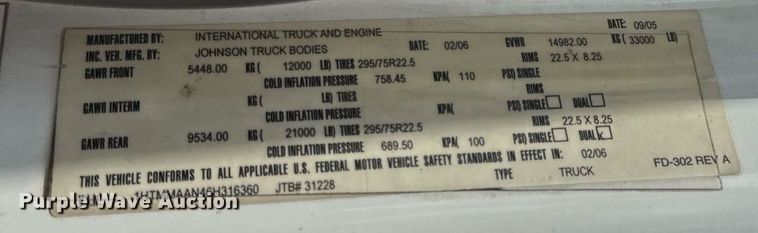 DATE: 09/05
MANUFACTURED BY: INTERNATIONAL TRUCK AND ENGINE
INC. VEH. MFG. BY: JOHNSON TRUCK BODIES DATE: 02/06 GVWR 14982.00 KG ( 33000 LB)
GAWR FRONT 5448.00 KG ( 12000 LB) TIRES 295/75R22.5 RIMS 22.5 X 8.25
COLD INFLATION PRESSURE 758.45 KPA( 110 PSI) SINGLE
GAWR INTERM KG ( LB) TIRES RIMS
COLD INFLATION PRESSURE KPA( PSI) SINGLE DUAL
GAWR REAR 9534.00 KG ( 21000 LB) TIRES 295/75R22.5 RIMS 22.5 X 8.25
COLD INFLATION PRESSURE 689.50 KPA( 100 PSI) SINGLE DUAL
THIS VEHICLE CONFORMS TO ALL APPLICABLE U.S. FEDERAL MOTOR VEHICLE SAFETY STANDARDS IN EFFECT IN: 02/06
1HTMMAAN46H316360 JTB# 31228 TYPE TRUCK FD-302 REV A
Purple Wave Auction